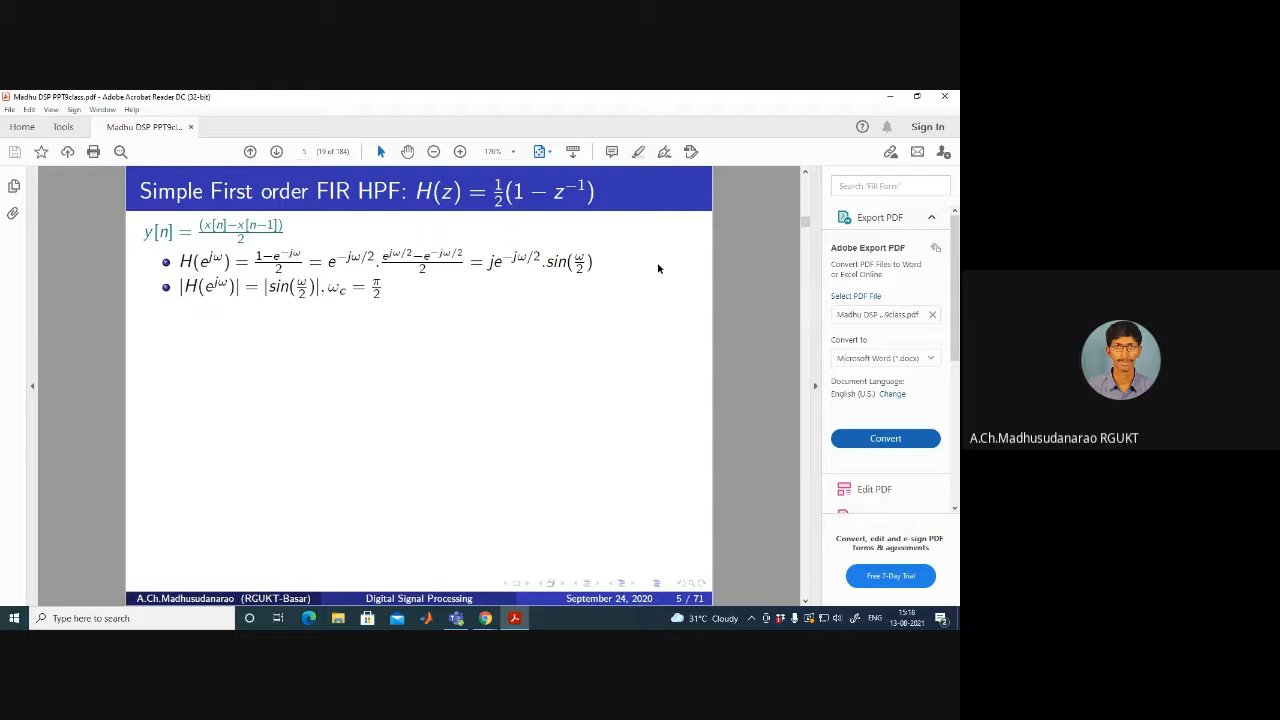 Madhu DSP PPT9class.pdf - Adobe Acrobat Reader DC (32-bit)
File Edit View Sign Window Help
Home Tools Madhu DSP PPT9cl... × Sign In
5 (19 of 184) 176%
Simple First order FIR HPF: H(z) = 1/2(1 − z⁻¹)
y[n] = (x[n]−x[n−1])/2
H(e^{jω}) = (1−e^{−jω})/2 = e^{−jω/2}.(e^{jω/2}−e^{−jω/2})/2 = je^{−jω/2}.sin(ω/2)
|H(e^{jω})| = |sin(ω/2)|, ω_c = π/2
A.Ch.Madhusudanarao (RGUKT-Basar) Digital Signal Processing September 24, 2020 5 / 71
Search "Fill Form"
Export PDF
Adobe Export PDF
Convert PDF Files to Word
or Excel Online
Select PDF File
Madhu DSP ...9class.pdf ×
Convert to
Microsoft Word (*.docx)
Document Language:
English (U.S.) Change
Convert
Edit PDF
Convert, edit and e-sign PDF
forms & agreements
Free 7-Day Trial
Type here to search
31°C Cloudy ENG
15:18
13-08-2021
2
A.Ch.Madhusudanarao RGUKT